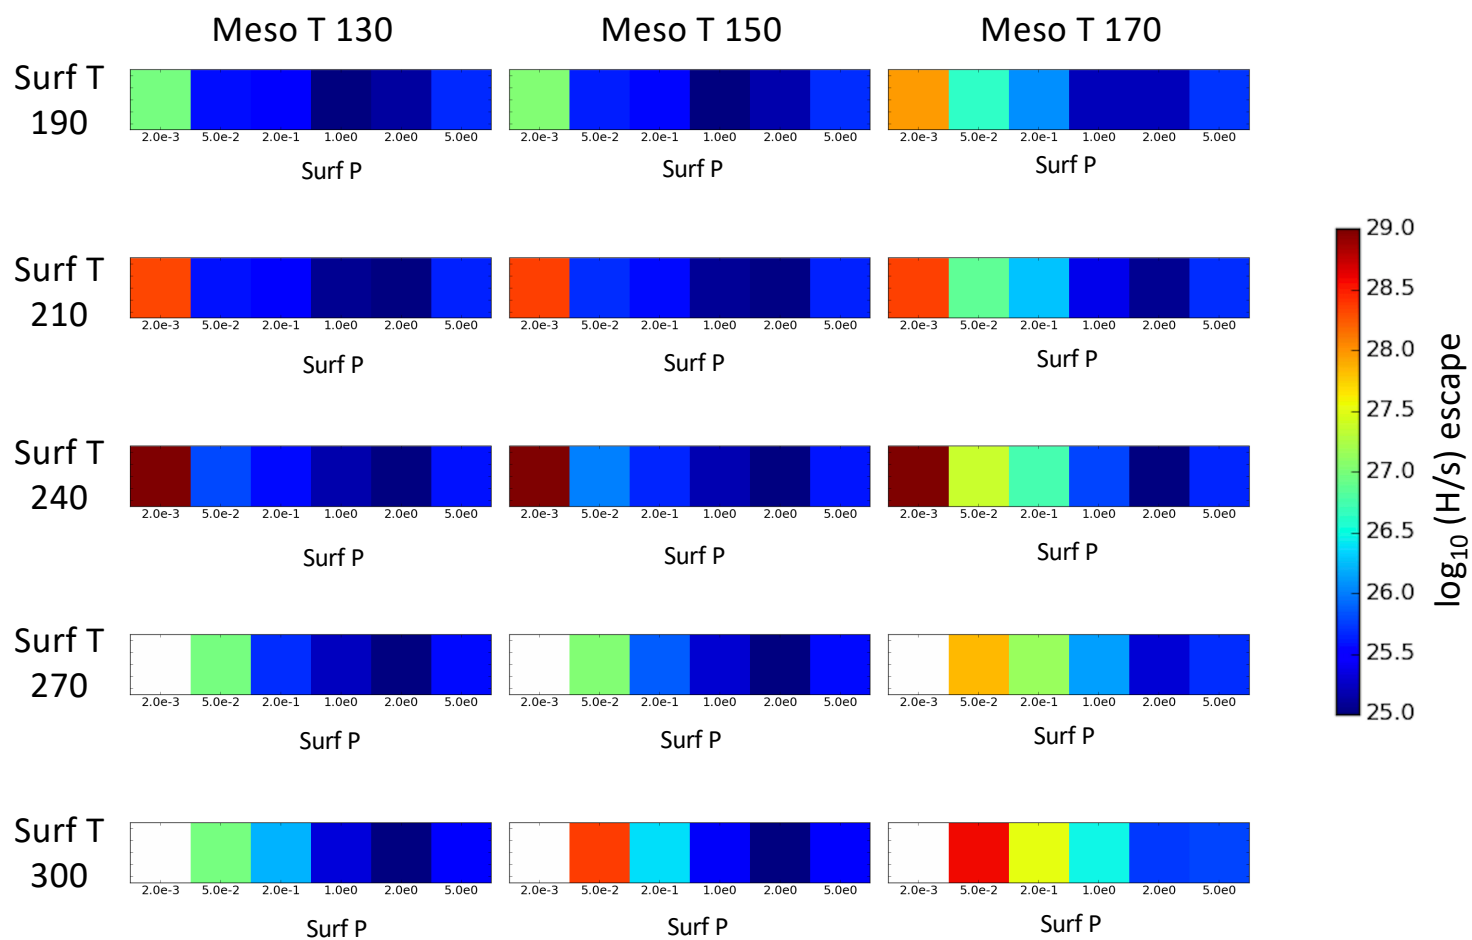 Meso T 130 Meso T 150 Meso T 170
Surf T
190
2.0e-3 5.0e-2 2.0e-1 1.0e0 2.0e0 5.0e0 2.0e-3 5.0e-2 2.0e-1 1.0e0 2.0e0 5.0e0 2.0e-3 5.0e-2 2.0e-1 1.0e0 2.0e0 5.0e0
Surf P Surf P Surf P
Surf T
210
2.0e-3 5.0e-2 2.0e-1 1.0e0 2.0e0 5.0e0 2.0e-3 5.0e-2 2.0e-1 1.0e0 2.0e0 5.0e0 2.0e-3 5.0e-2 2.0e-1 1.0e0 2.0e0 5.0e0
Surf P Surf P Surf P
Surf T
240
2.0e-3 5.0e-2 2.0e-1 1.0e0 2.0e0 5.0e0 2.0e-3 5.0e-2 2.0e-1 1.0e0 2.0e0 5.0e0 2.0e-3 5.0e-2 2.0e-1 1.0e0 2.0e0 5.0e0
Surf P Surf P Surf P
Surf T
270
2.0e-3 5.0e-2 2.0e-1 1.0e0 2.0e0 5.0e0 2.0e-3 5.0e-2 2.0e-1 1.0e0 2.0e0 5.0e0 2.0e-3 5.0e-2 2.0e-1 1.0e0 2.0e0 5.0e0
Surf P Surf P Surf P
Surf T
300
2.0e-3 5.0e-2 2.0e-1 1.0e0 2.0e0 5.0e0 2.0e-3 5.0e-2 2.0e-1 1.0e0 2.0e0 5.0e0 2.0e-3 5.0e-2 2.0e-1 1.0e0 2.0e0 5.0e0
Surf P Surf P Surf P
29.0
28.5
28.0
27.5
27.0
26.5
26.0
25.5
25.0
log₁₀ (H/s) escape